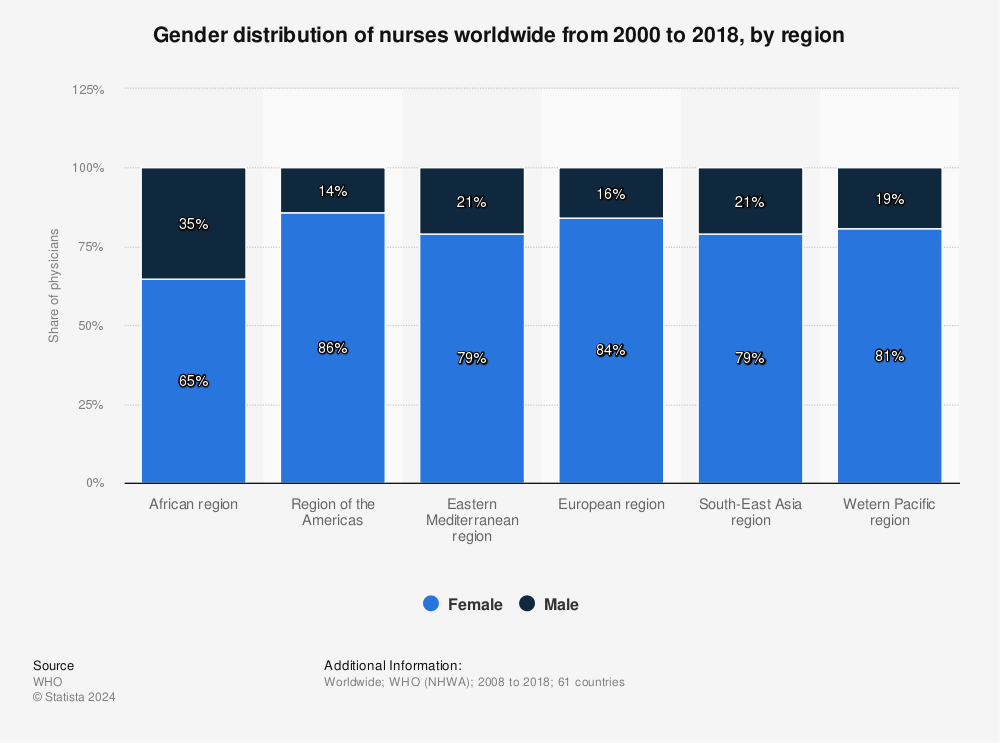 Gender distribution of nurses worldwide from 2000 to 2018, by region
Share of physicians
125%
100%
75%
50%
25%
0%
35%
14%
21%
16%
21%
19%
65%
86%
79%
84%
79%
81%
African region
Region of the
Americas
Eastern
Mediterranean
region
European region
South-East Asia
region
Wetern Pacific
region
Female
Male
Source
WHO
© Statista 2024
Additional Information:
Worldwide; WHO (NHWA); 2008 to 2018; 61 countries